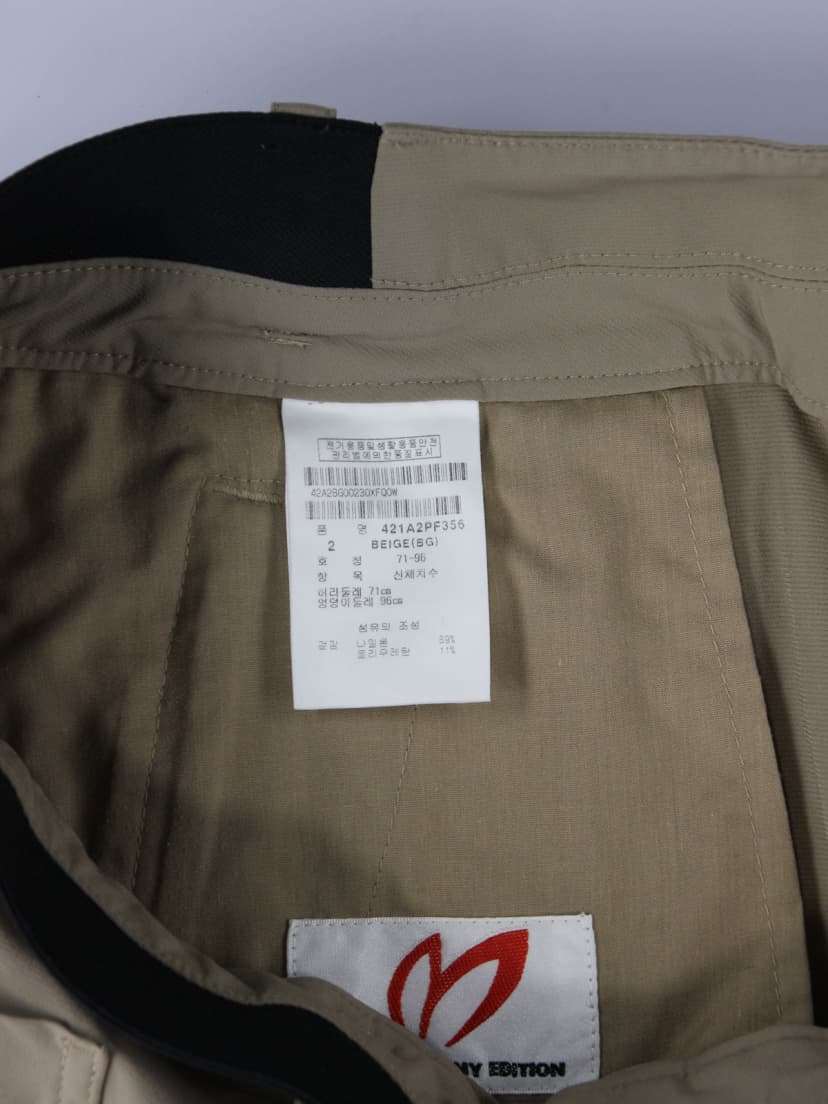 전기용품및생활용품안전
관리법에의한품질표시
42A2BG00230XFQ0W
품 명 421A2PF356
2 BEIGE(BG)
호 칭 71-96
항 목 신체치수
허리둘레 71cm
엉덩이둘레 96cm
섬유의 조성
겉감 나일론 89%
폴리우레탄 11%
NY EDITION